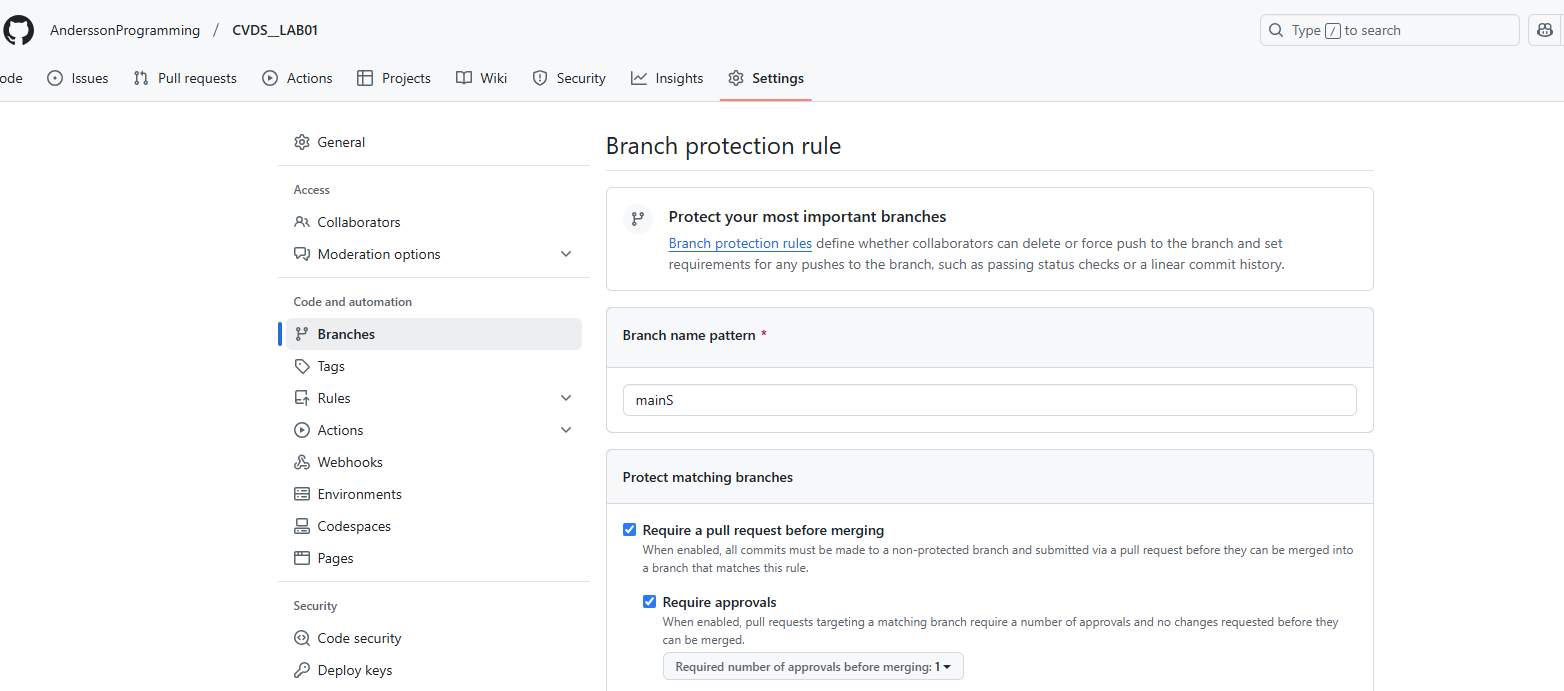 AnderssonProgramming / CVDS__LAB01
Type / to search
ode Issues Pull requests Actions Projects Wiki Security Insights Settings
General
Access
Collaborators
Moderation options
Code and automation
Branches
Tags
Rules
Actions
Webhooks
Environments
Codespaces
Pages
Security
Code security
Deploy keys
Branch protection rule
Protect your most important branches
Branch protection rules define whether collaborators can delete or force push to the branch and set
requirements for any pushes to the branch, such as passing status checks or a linear commit history.
Branch name pattern *
mainS
Protect matching branches
Require a pull request before merging
When enabled, all commits must be made to a non-protected branch and submitted via a pull request before they can be merged into
a branch that matches this rule.
Require approvals
When enabled, pull requests targeting a matching branch require a number of approvals and no changes requested before they
can be merged.
Required number of approvals before merging: 1